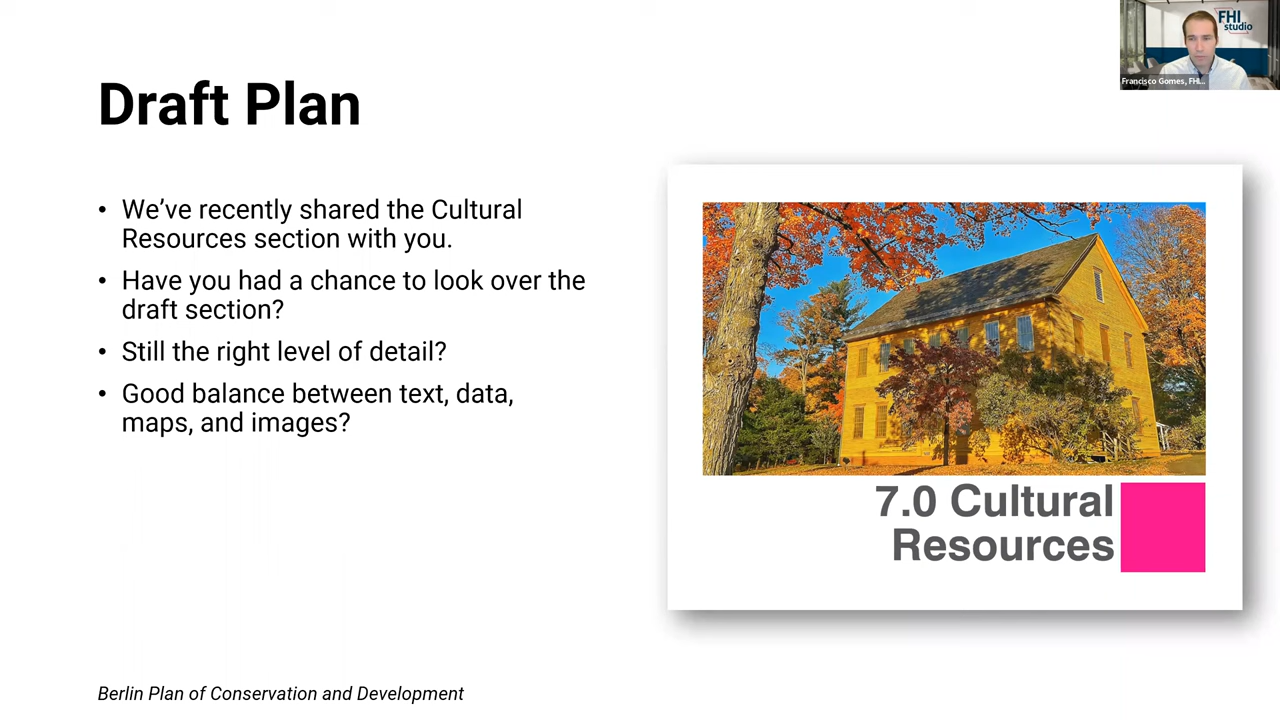 FHI
studio
Francisco Gomes, FHI...
Draft Plan
• We’ve recently shared the Cultural
Resources section with you.
• Have you had a chance to look over the
draft section?
• Still the right level of detail?
• Good balance between text, data,
maps, and images?
7.0 Cultural
Resources
Berlin Plan of Conservation and Development